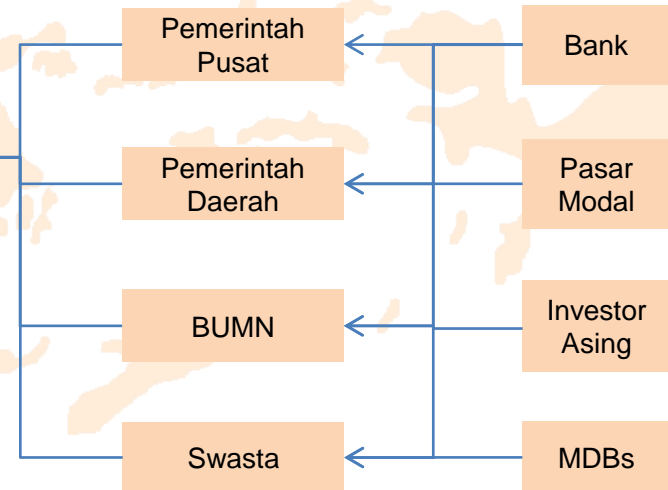 Pemerintah
Pusat
Bank
Pemerintah
Daerah
Pasar
Modal
BUMN
Investor
Asing
Swasta
MDBs